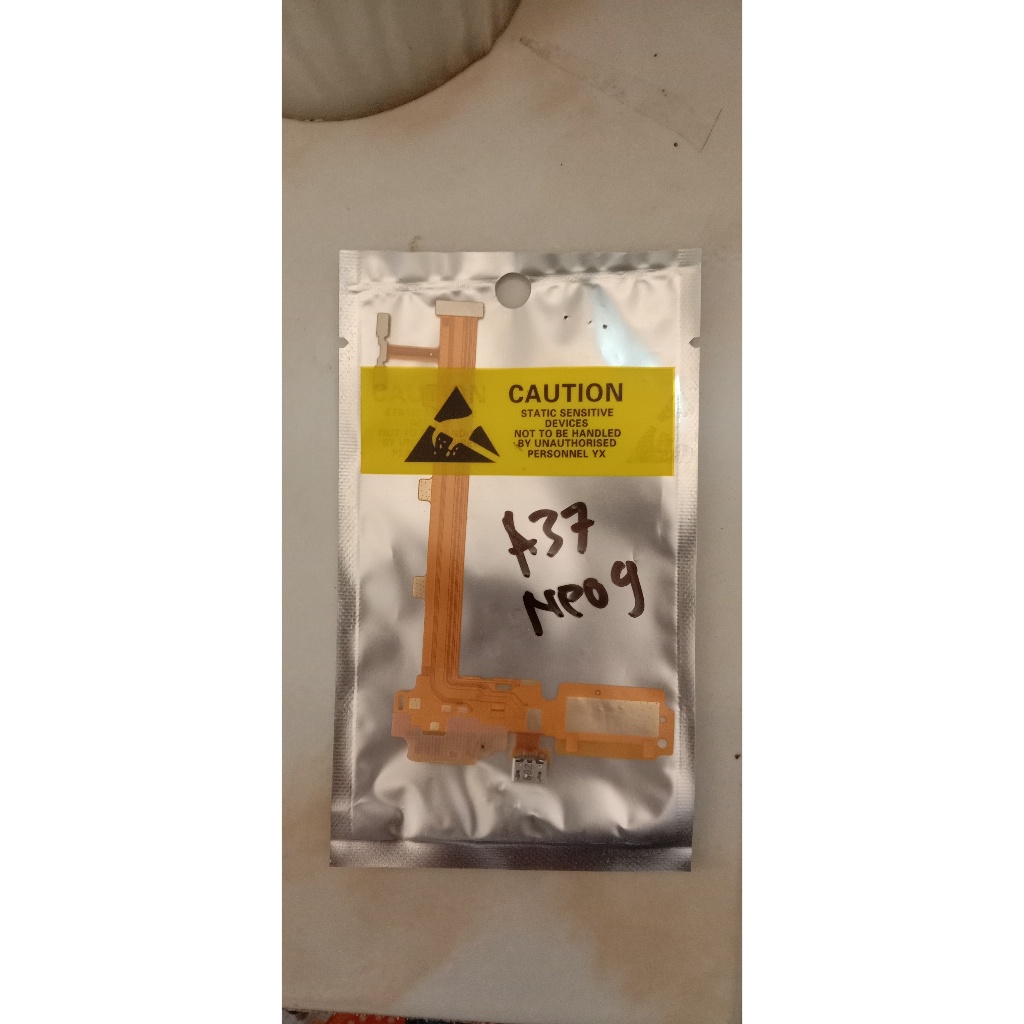 CAUTION
STATIC SENSITIVE
DEVICES
NOT TO BE HANDLED
BY UNAUTHORISED
PERSONNEL YX
A37
Neo9